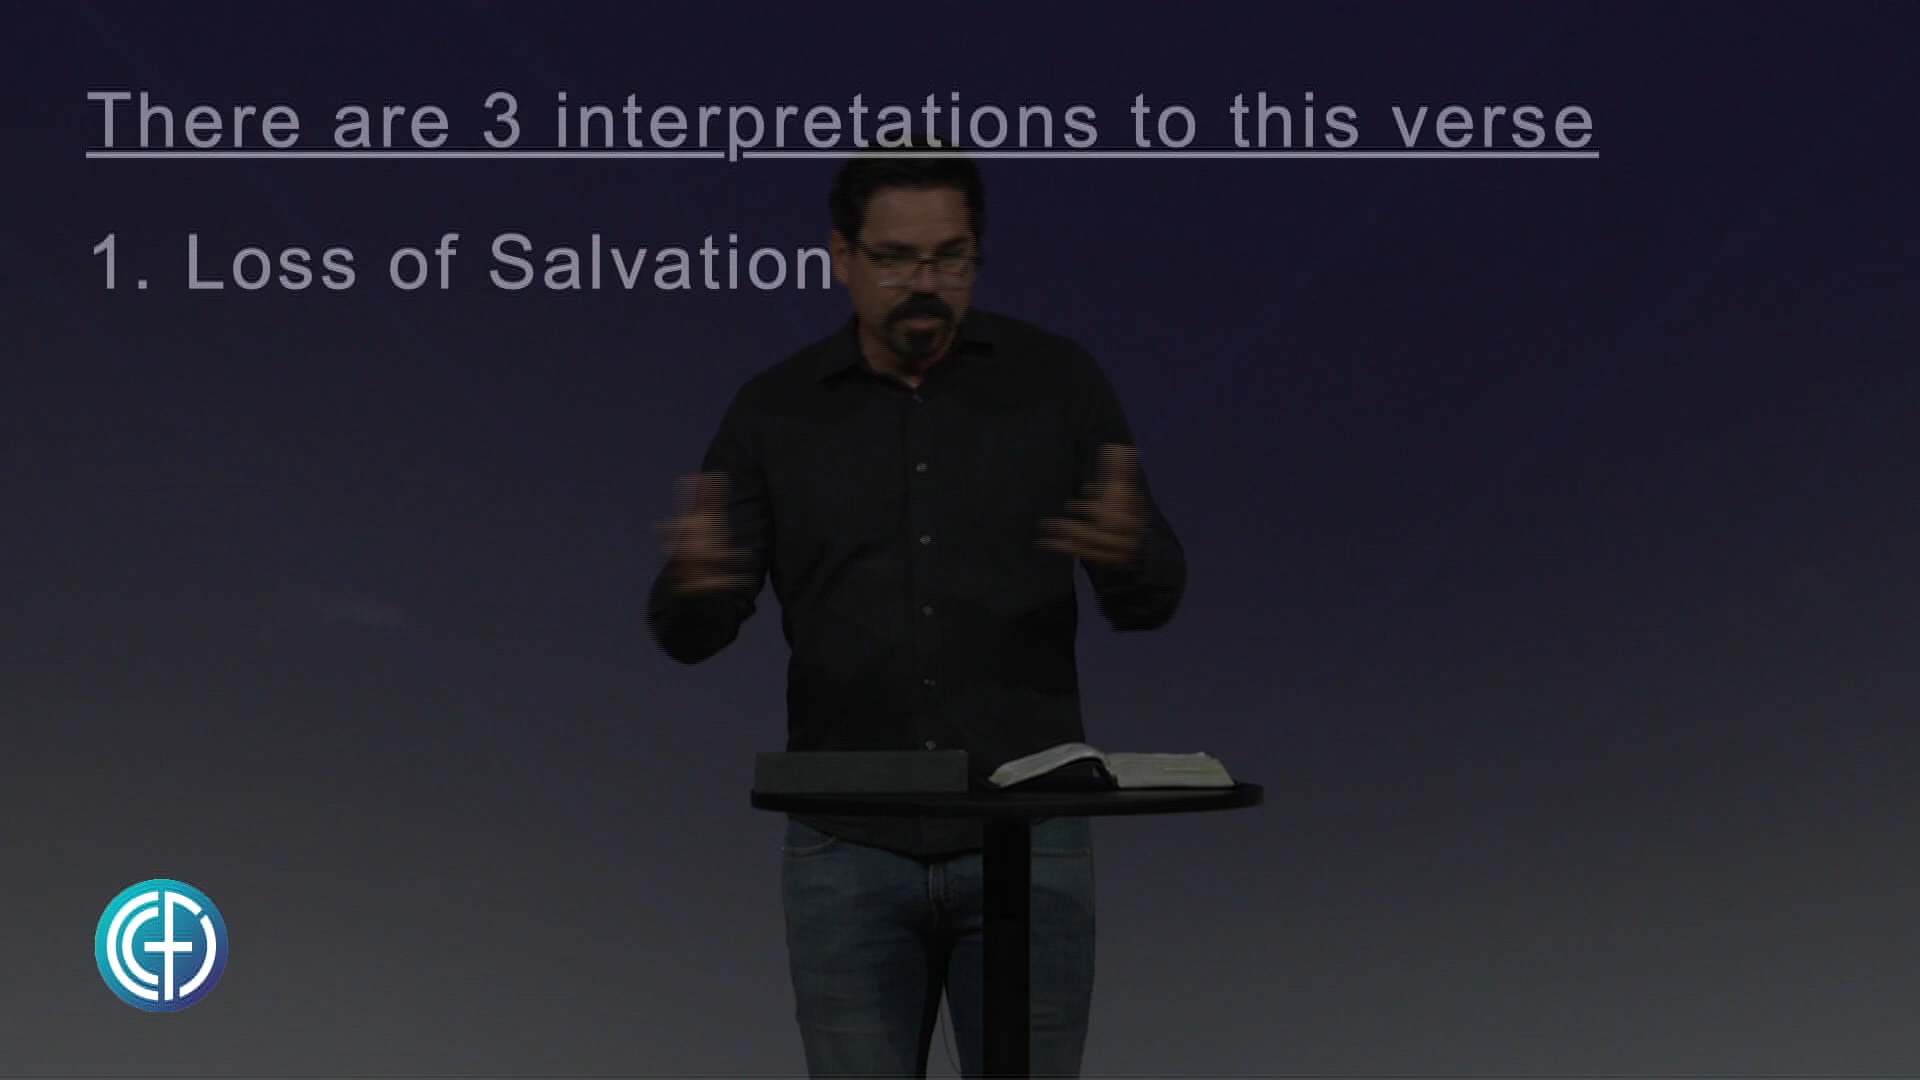 There are 3 interpretations to this verse
1. Loss of Salvation